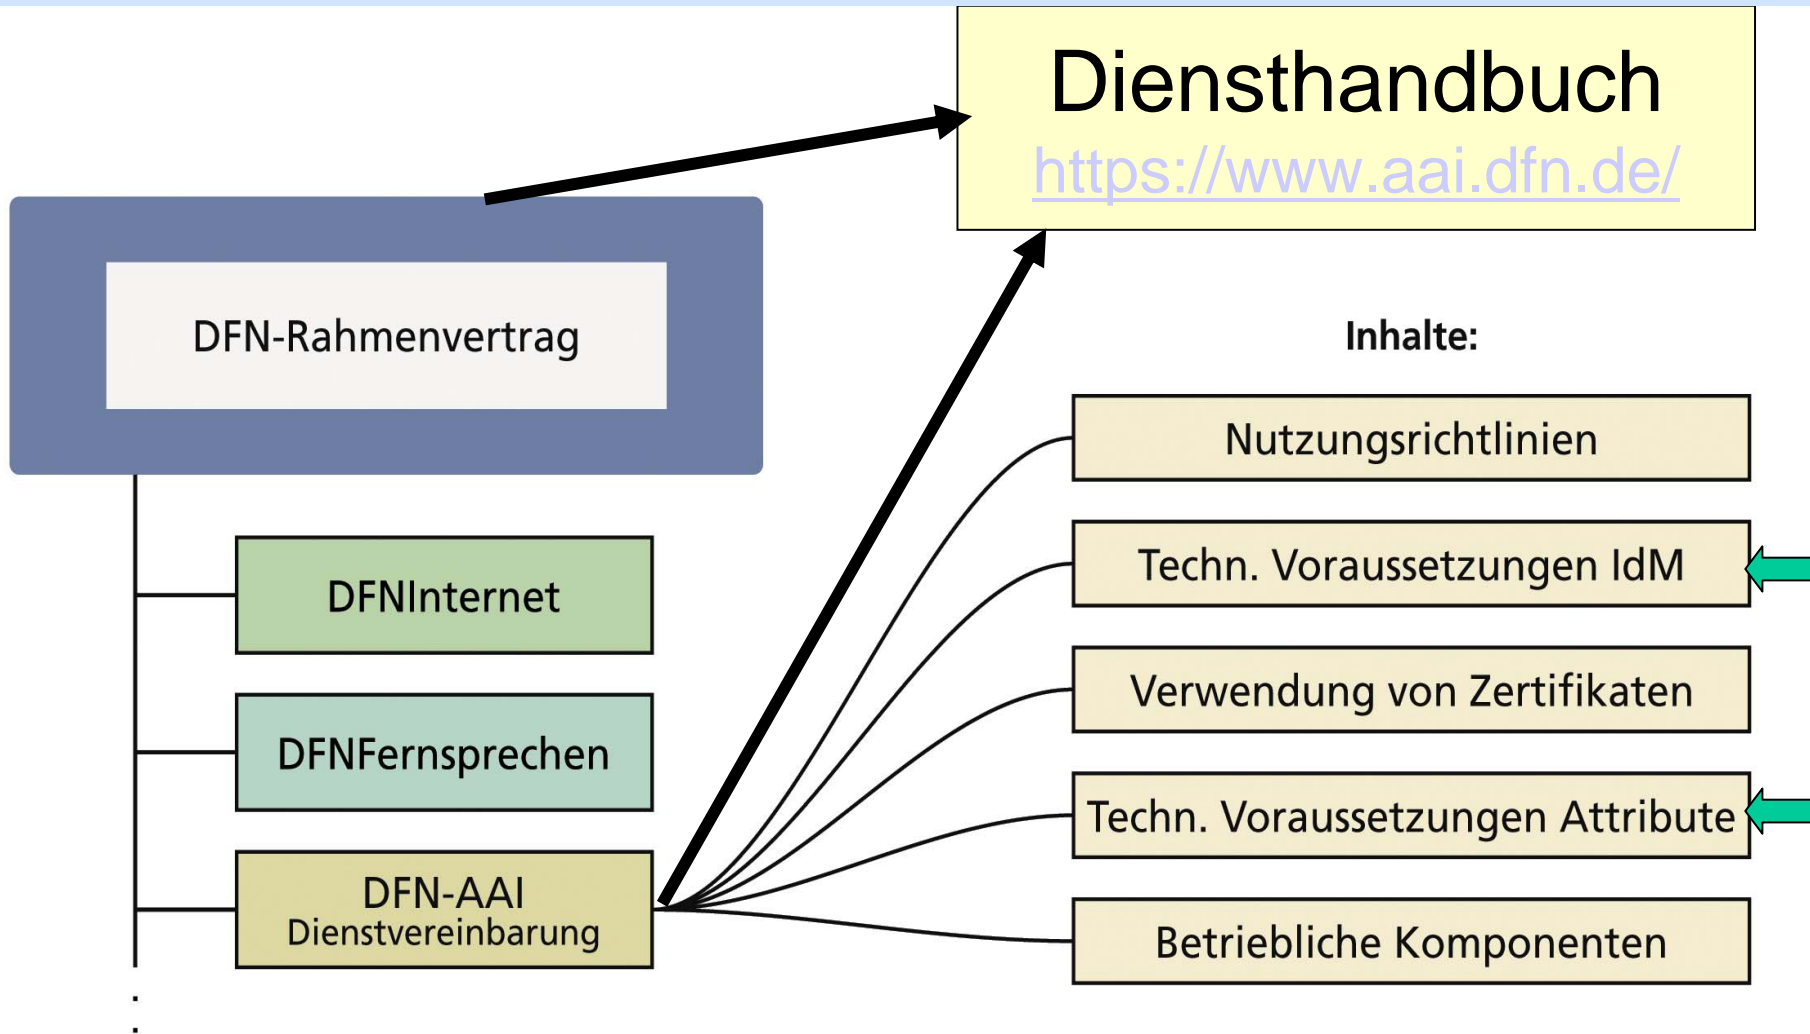 Diensthandbuch
https://www.aai.dfn.de/
DFN-Rahmenvertrag
DFNInternet
DFNFernsprechen
DFN-AAI
Dienstvereinbarung
Inhalte:
Nutzungsrichtlinien
Techn. Voraussetzungen IdM
Verwendung von Zertifikaten
Techn. Voraussetzungen Attribute
Betriebliche Komponenten